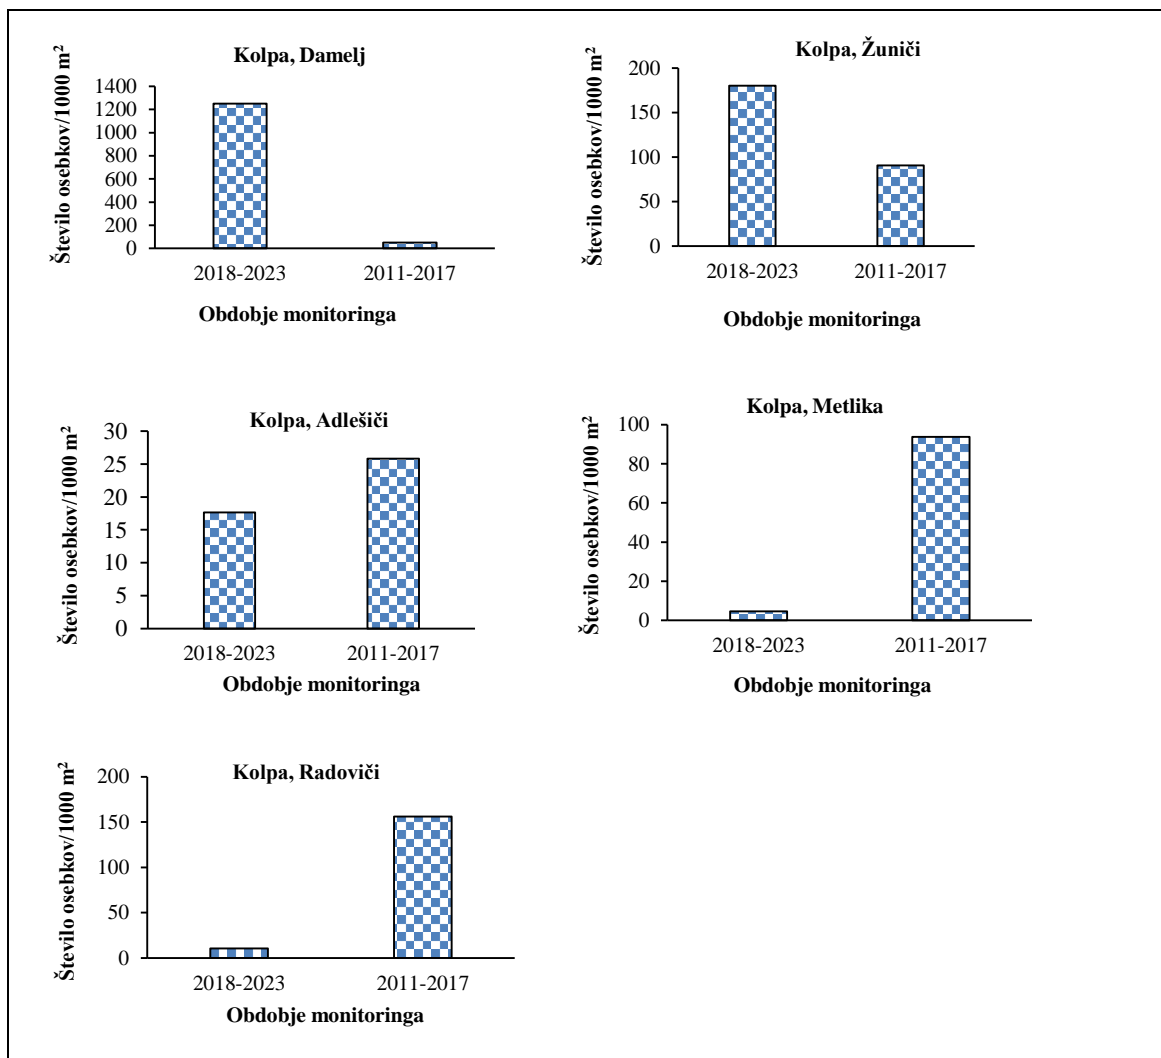 Kolpa, Damelj
Število osebkov/1000 m²
1400
1200
1000
800
600
400
200
0
2018-2023 2011-2017
Obdobje monitoringa
Kolpa, Žuniči
Število osebkov/1000 m²
200
150
100
50
0
2018-2023 2011-2017
Obdobje monitoringa
Kolpa, Adlešiči
Število osebkov/1000 m²
30
25
20
15
10
5
0
2018-2023 2011-2017
Obdobje monitoringa
Kolpa, Metlika
Število osebkov/1000 m²
100
80
60
40
20
0
2018-2023 2011-2017
Obdobje monitoringa
Kolpa, Radoviči
Število osebkov/1000 m²
200
150
100
50
0
2018-2023 2011-2017
Obdobje monitoringa